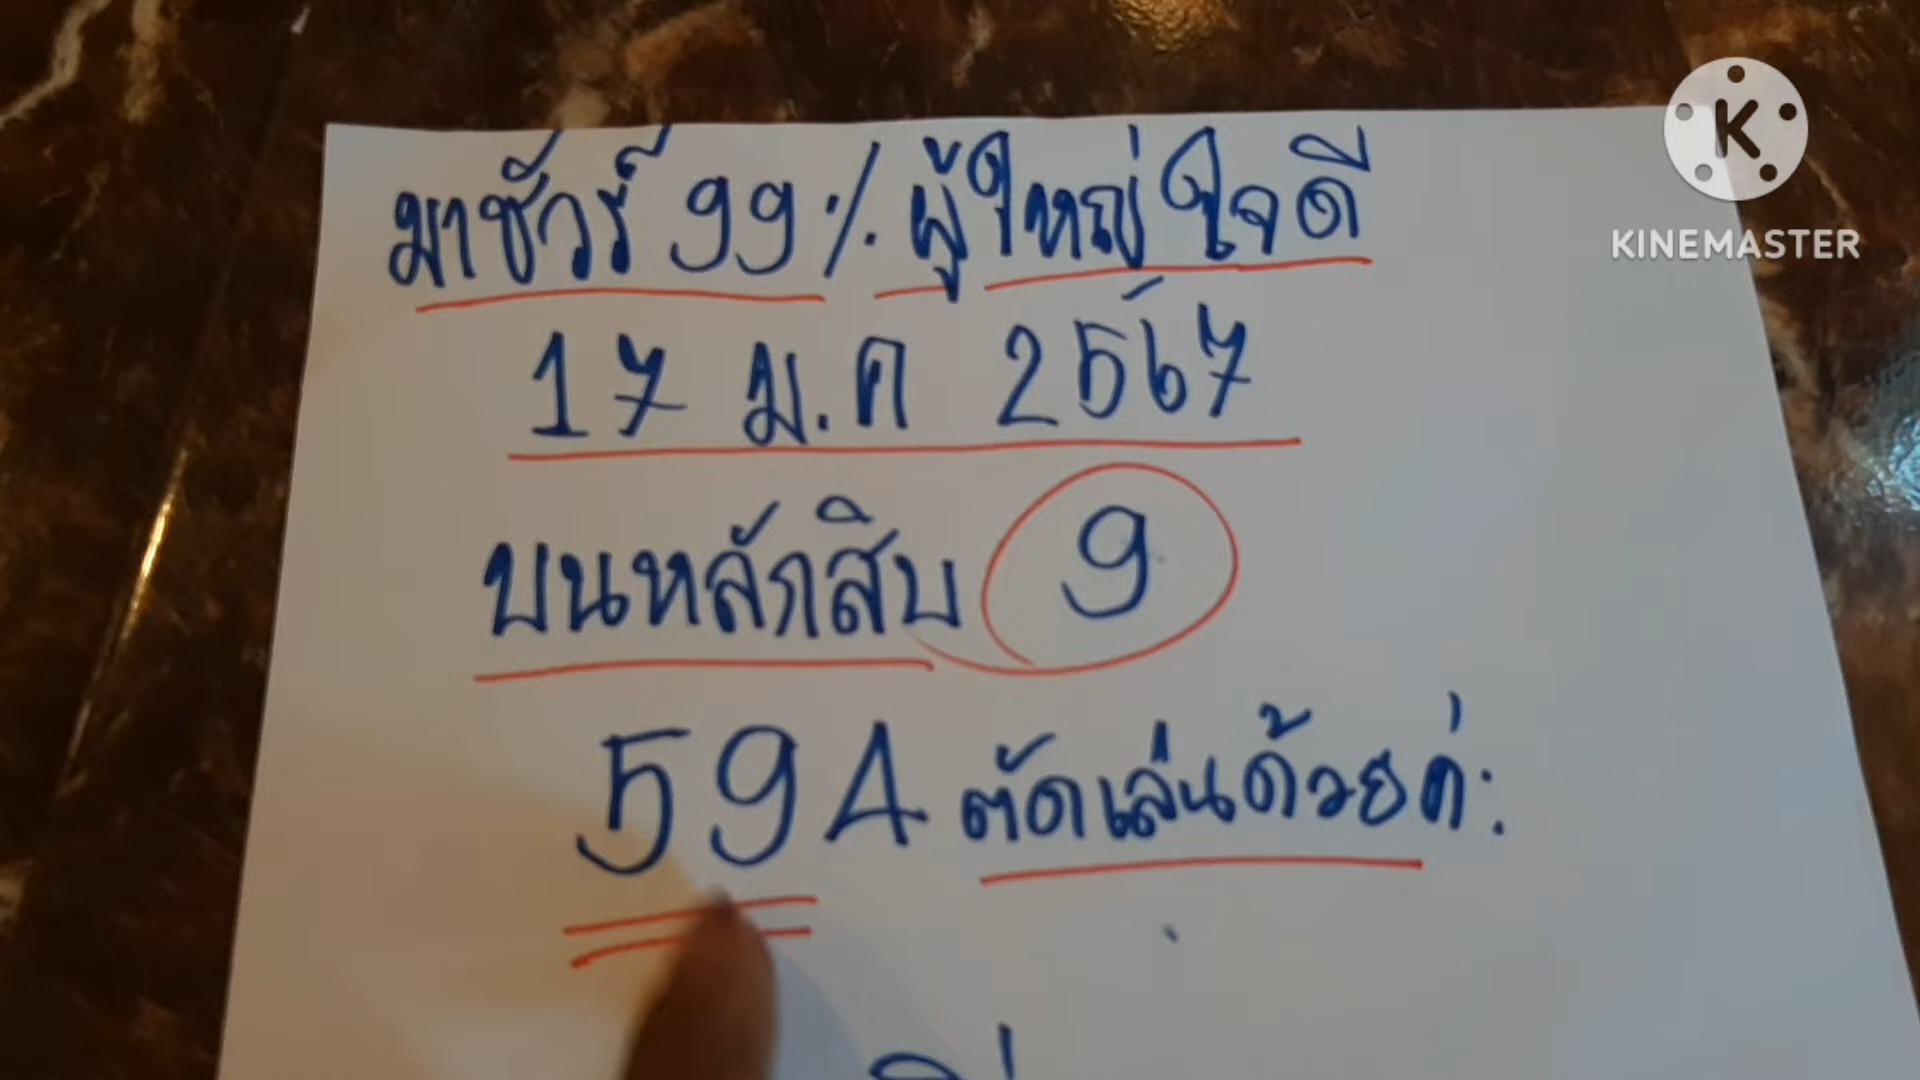 มาชัวร์ 99% ผู้ใหญ่ใจดี
17 ม.ค 2567
บนหลักสิบ 9
594 ตัดเล่นด้วยค่ะ
K
KINEMASTER